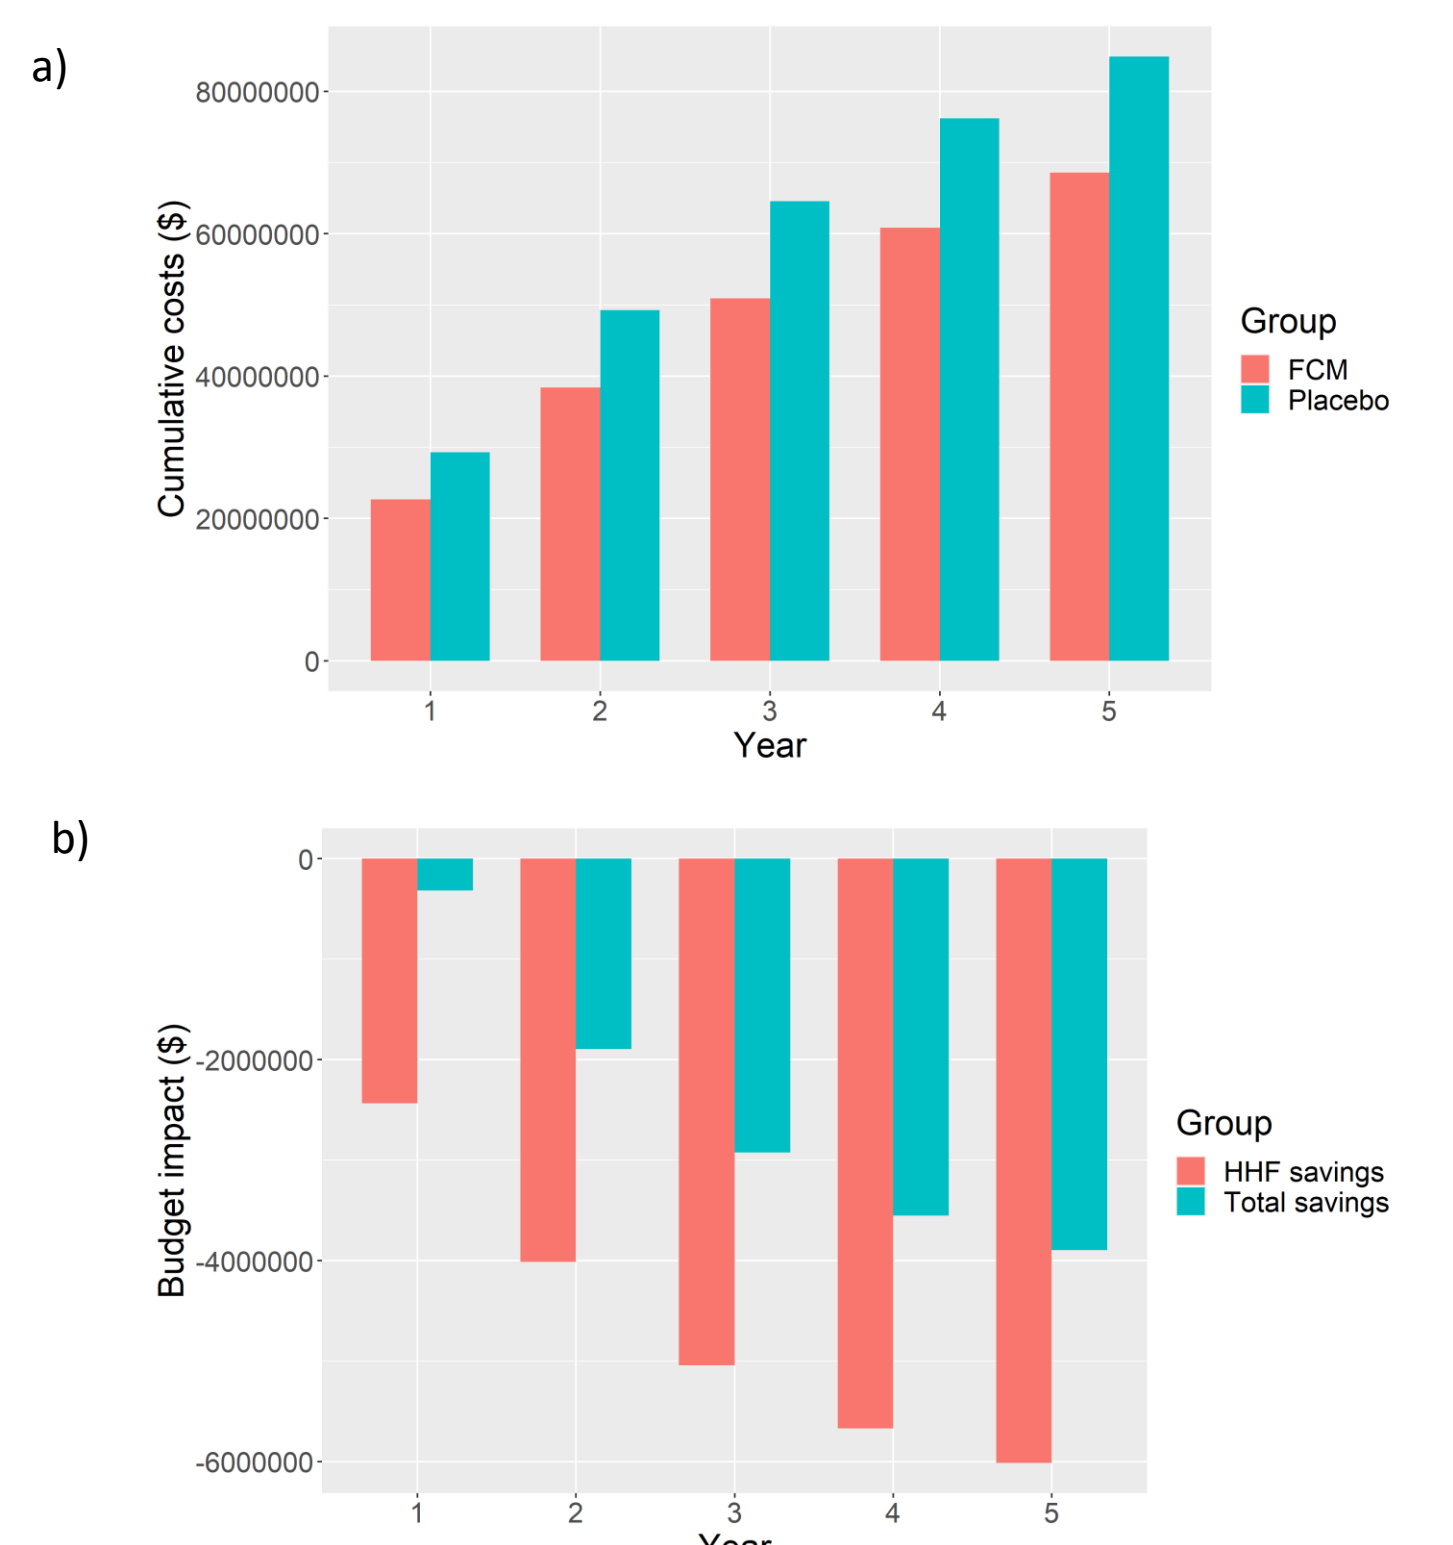 a)
80000000
60000000
40000000
20000000
0
Cumulative costs ($)
1 2 3 4 5
Year
Group
FCM
Placebo
b)
0
-2000000
-4000000
-6000000
Budget impact ($)
1 2 3 4 5
Year
Group
HHF savings
Total savings